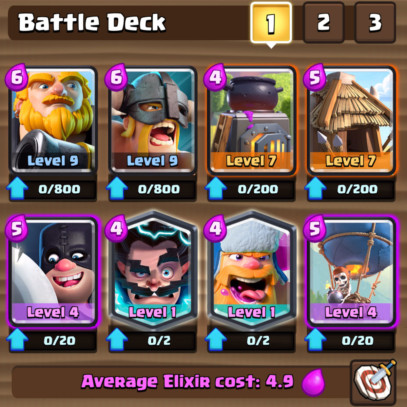 Battle Deck 1 2 3
6 6 4 5
Level 9 Level 9 Level 7 Level 7
0/800 0/800 0/200 0/200
5 4 4 5
Level 4 Level 1 Level 1 Level 4
0/20 0/2 0/2 0/20
Average Elixir cost: 4.9